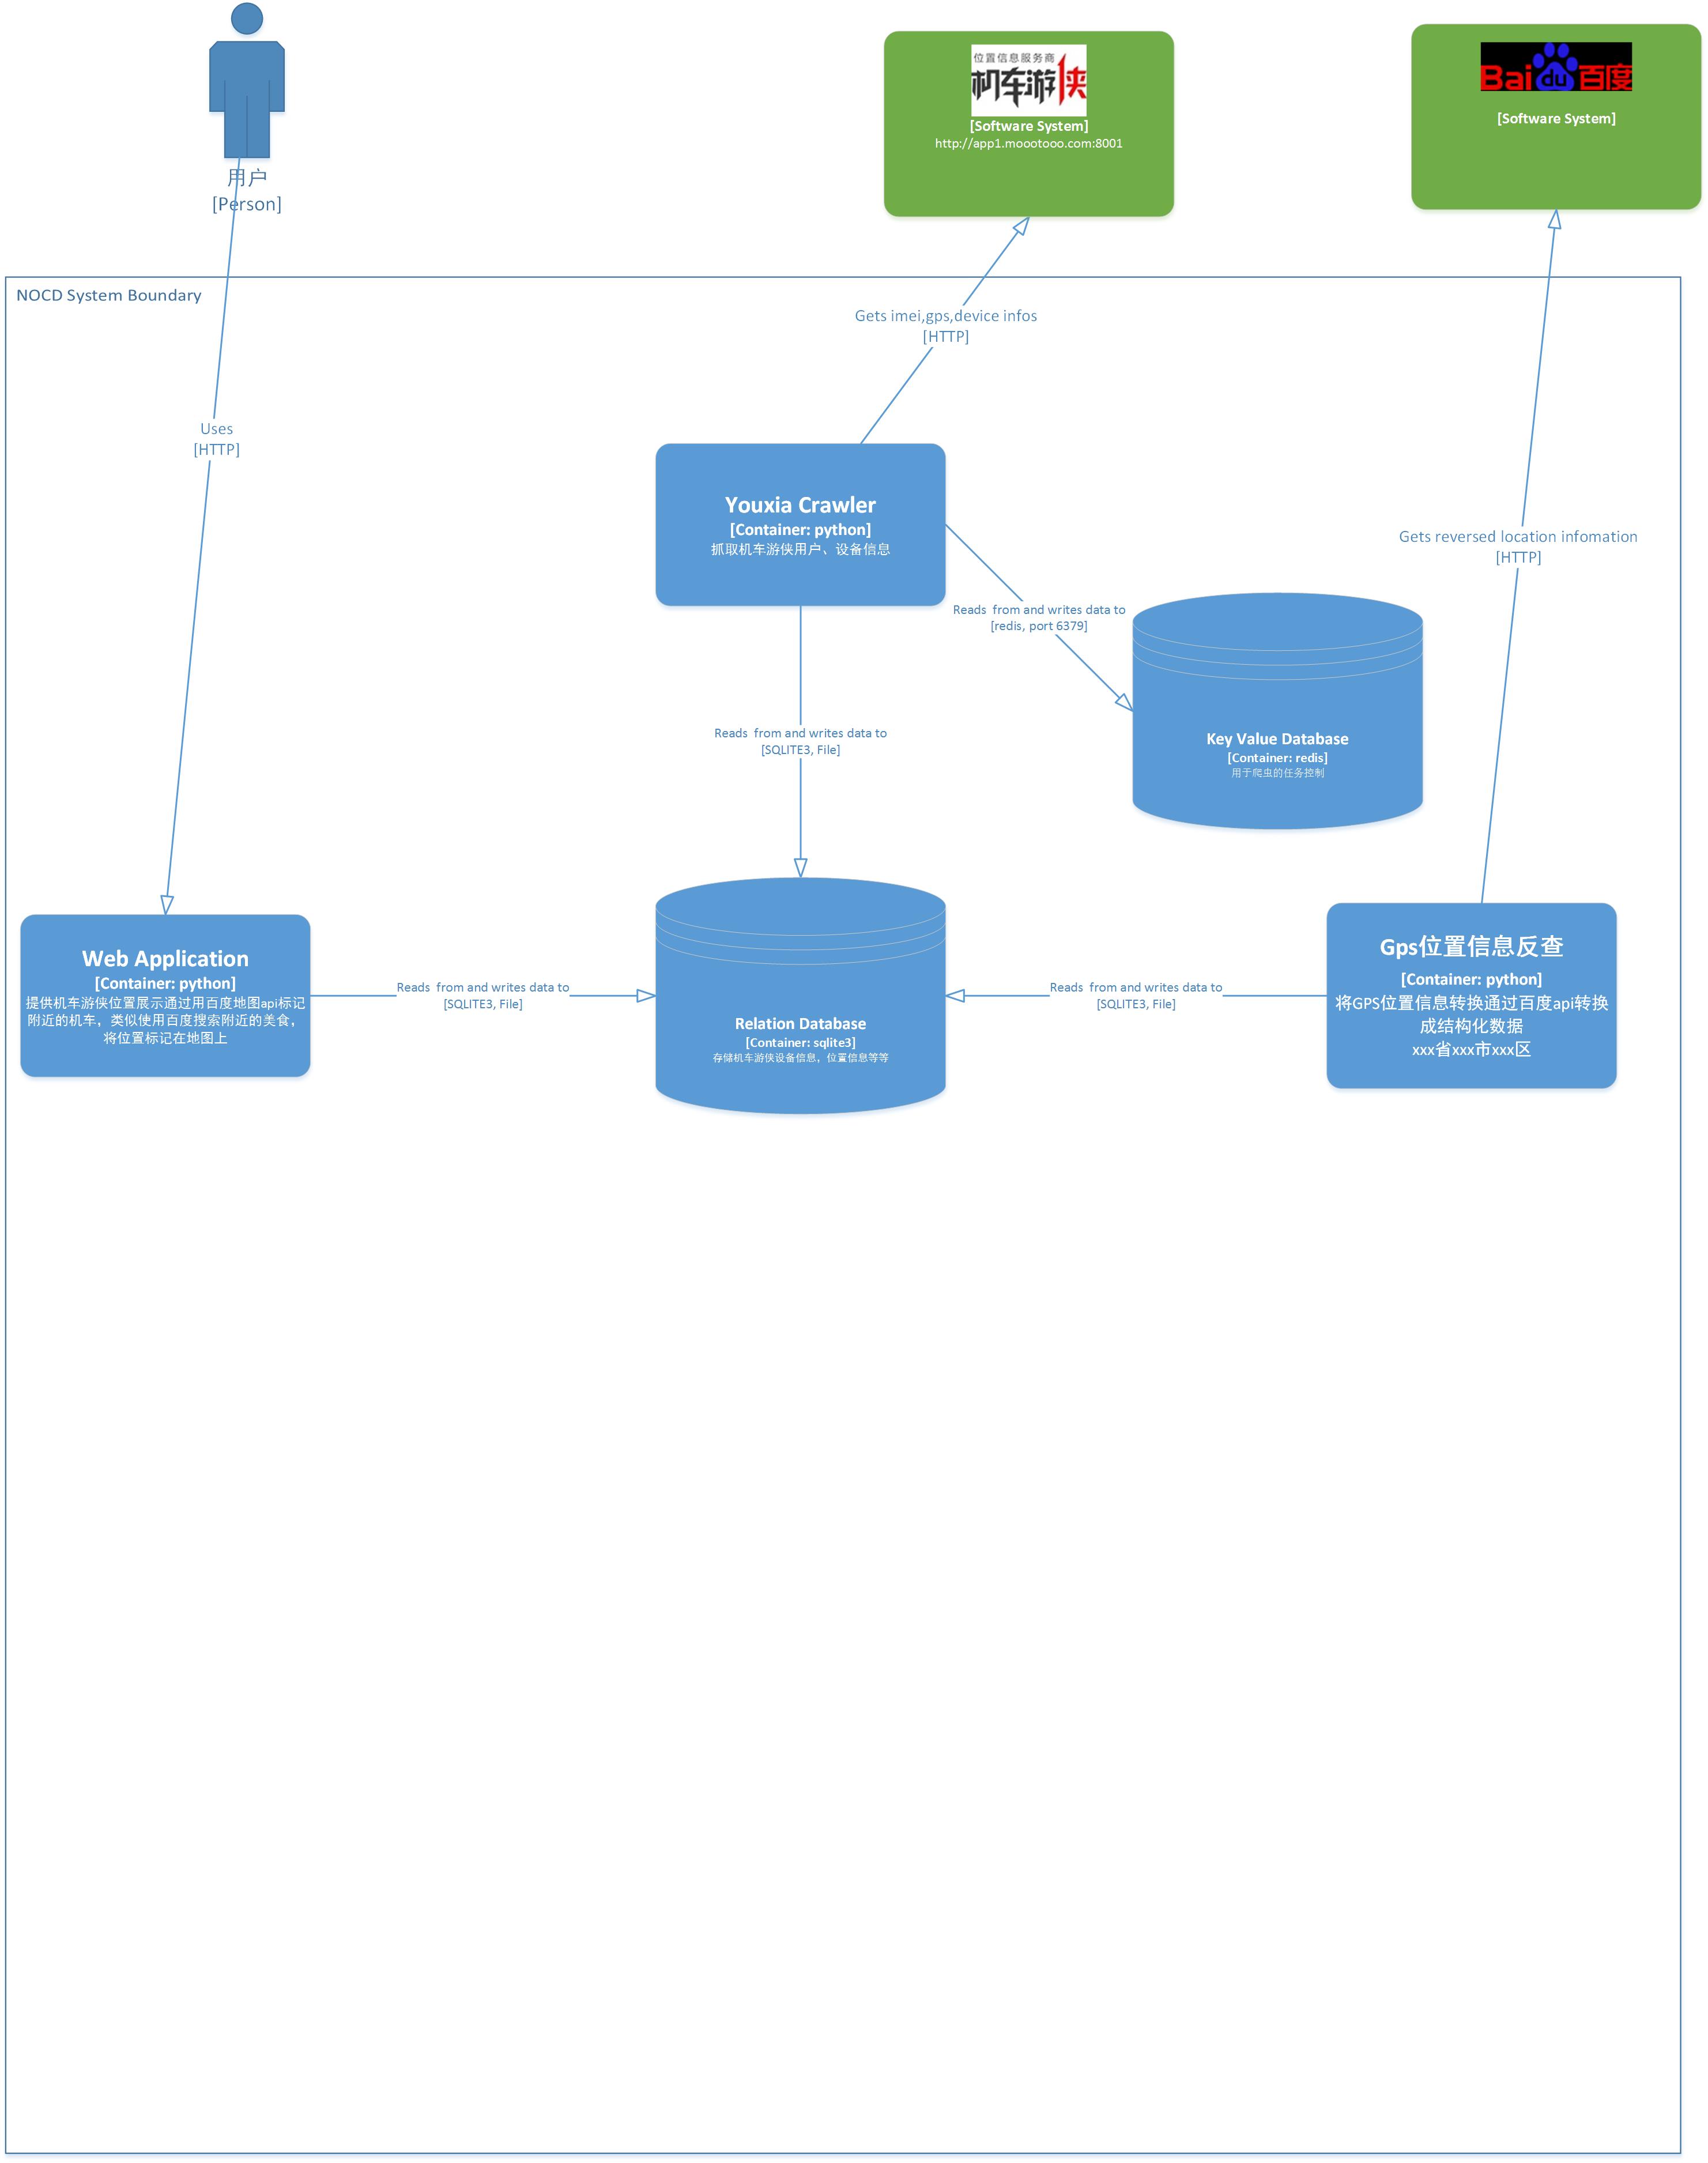 位置信息服务商
机车游侠
[Software System]
http://app1.moootooo.com:8001
Bai du 百度
[Software System]
用户
[Person]
NOCD System Boundary
Gets imei,gps,device infos
[HTTP]
Uses
[HTTP]
Youxia Crawler
[Container: python]
抓取机车游侠用户、设备信息
Gets reversed location infomation
[HTTP]
Reads  from and writes data to
[redis, port 6379]
Key Value Database
[Container: redis]
用于爬虫的任务控制
Reads  from and writes data to
[SQLITE3, File]
Web Application
[Container: python]
提供机车游侠位置展示通过用百度地图api标记
附近的机车，类似使用百度搜索附近的美食，
将位置标记在地图上
Reads  from and writes data to
[SQLITE3, File]
Relation Database
[Container: sqlite3]
存储机车游侠设备信息，位置信息等等
Reads  from and writes data to
[SQLITE3, File]
Gps位置信息反查
[Container: python]
将GPS位置信息转换通过百度api转换
成结构化数据
xxx省xxx市xxx区